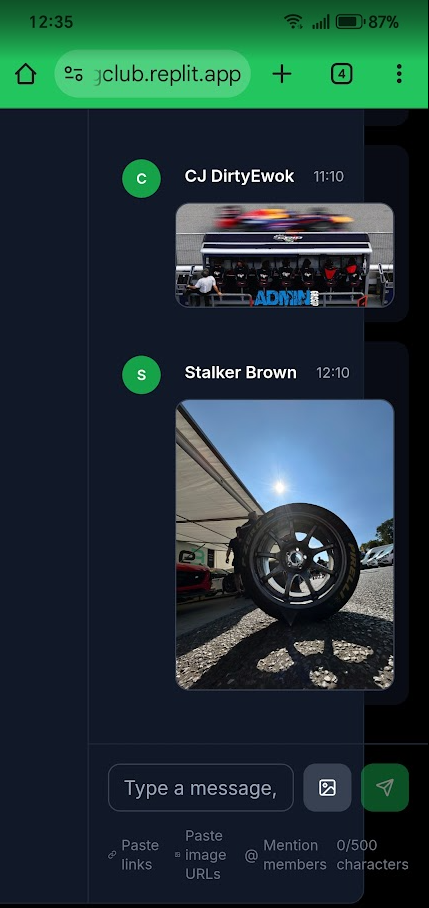 12:35
87%
gclub.replit.app
4
C
CJ DirtyEwok 11:10
ADMIN
S
Stalker Brown 12:10
Type a message,
Paste links
Paste image URLs
@ Mention members
0/500 characters